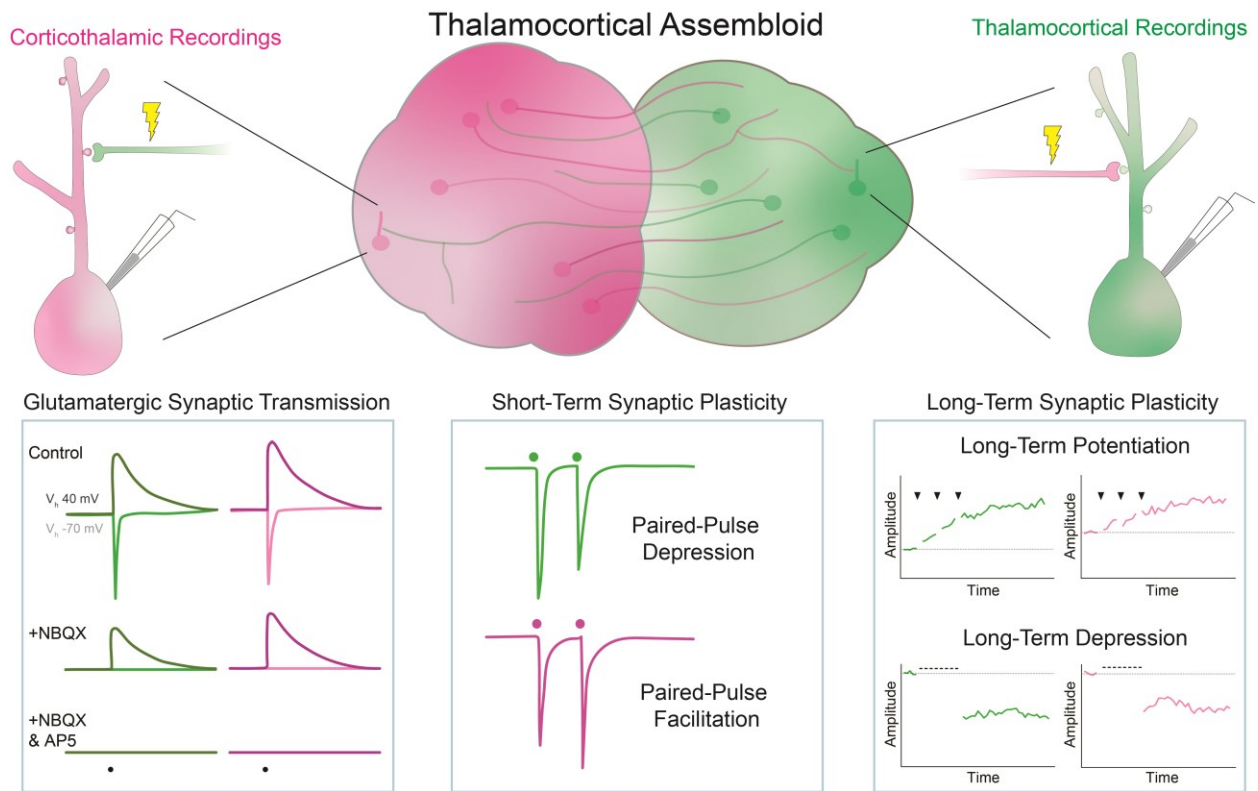 Thalamocortical Assembloid
Corticothalamic Recordings
Thalamocortical Recordings
Glutamatergic Synaptic Transmission
Control
Vh 40 mV
Vh -70 mV
+NBQX
+NBQX
& AP5
Short-Term Synaptic Plasticity
Paired-Pulse
Depression
Paired-Pulse
Facilitation
Long-Term Synaptic Plasticity
Long-Term Potentiation
Amplitude
Time
Amplitude
Time
Long-Term Depression
Amplitude
Time
Amplitude
Time